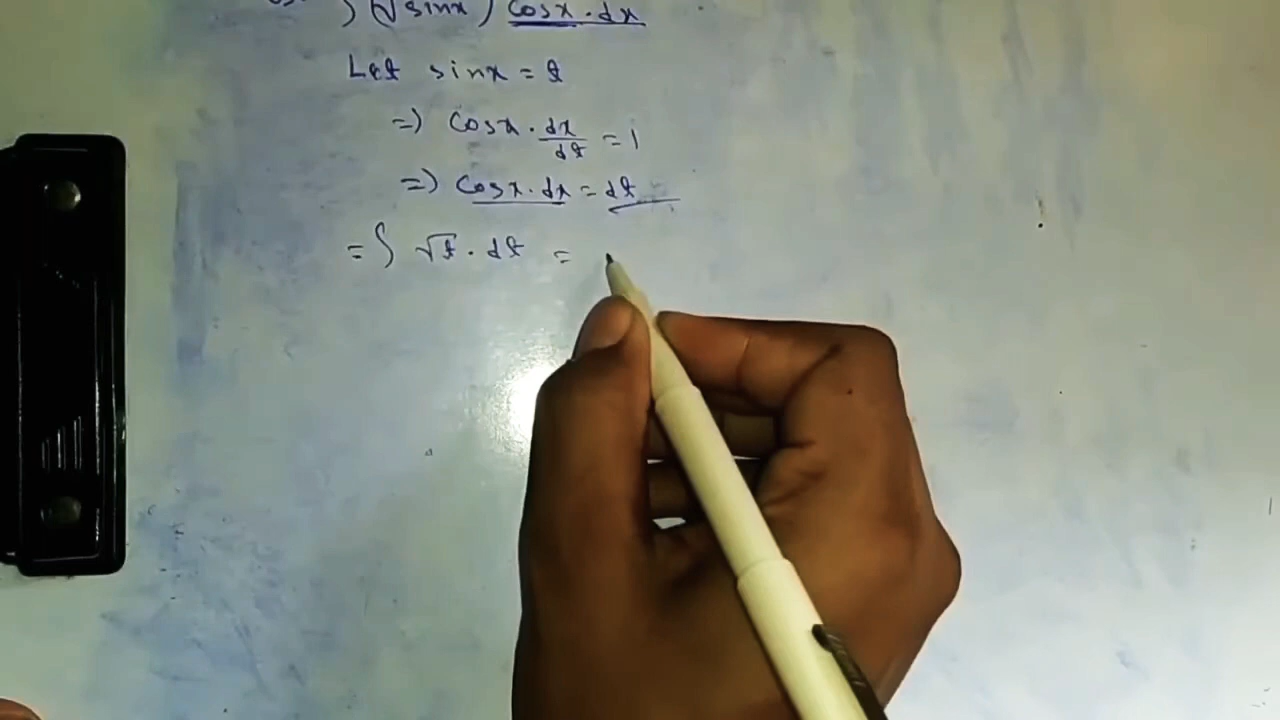 ∫(√sinx) cosx·dx
Let sinx = t
=) cosx · dx/dt = 1
=) cosx·dx = dt
= ∫ √t · dt =